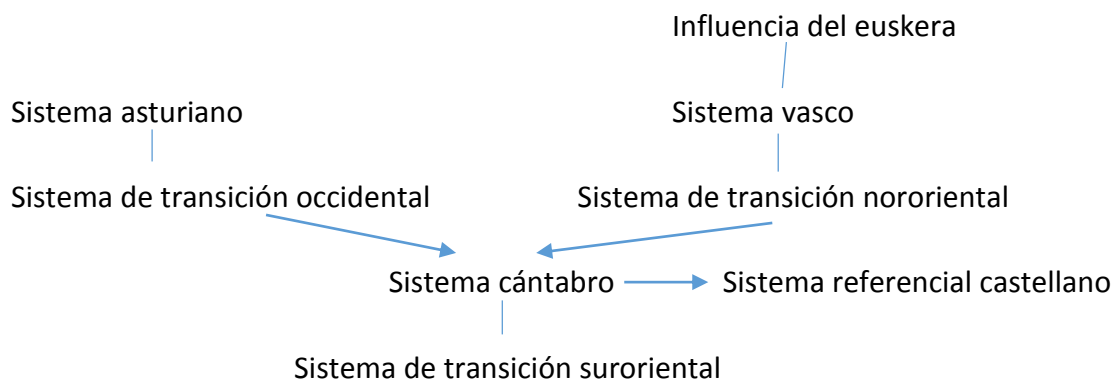 Influencia del euskera
Sistema asturiano
Sistema vasco
Sistema de transición occidental
Sistema de transición nororiental
Sistema cántabro
Sistema referencial castellano
Sistema de transición suroriental